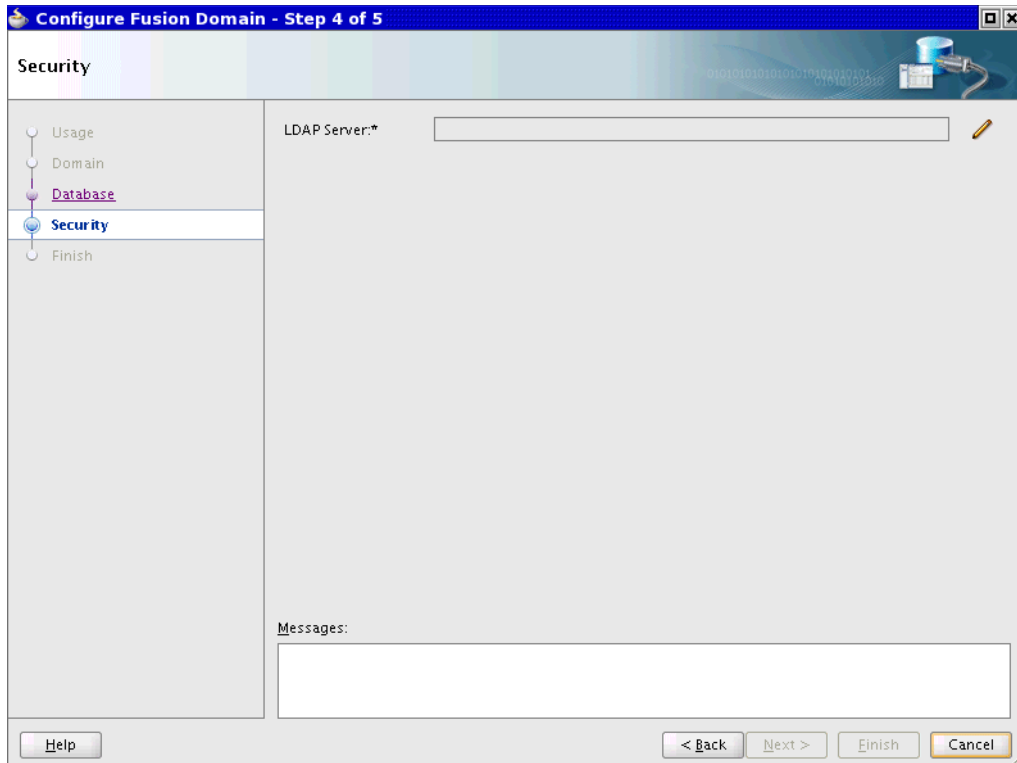 Configure Fusion Domain - Step 4 of 5
Security
Usage
Domain
Database
Security
Finish
LDAP Server:*
Messages:
Help
< Back
Next >
Finish
Cancel